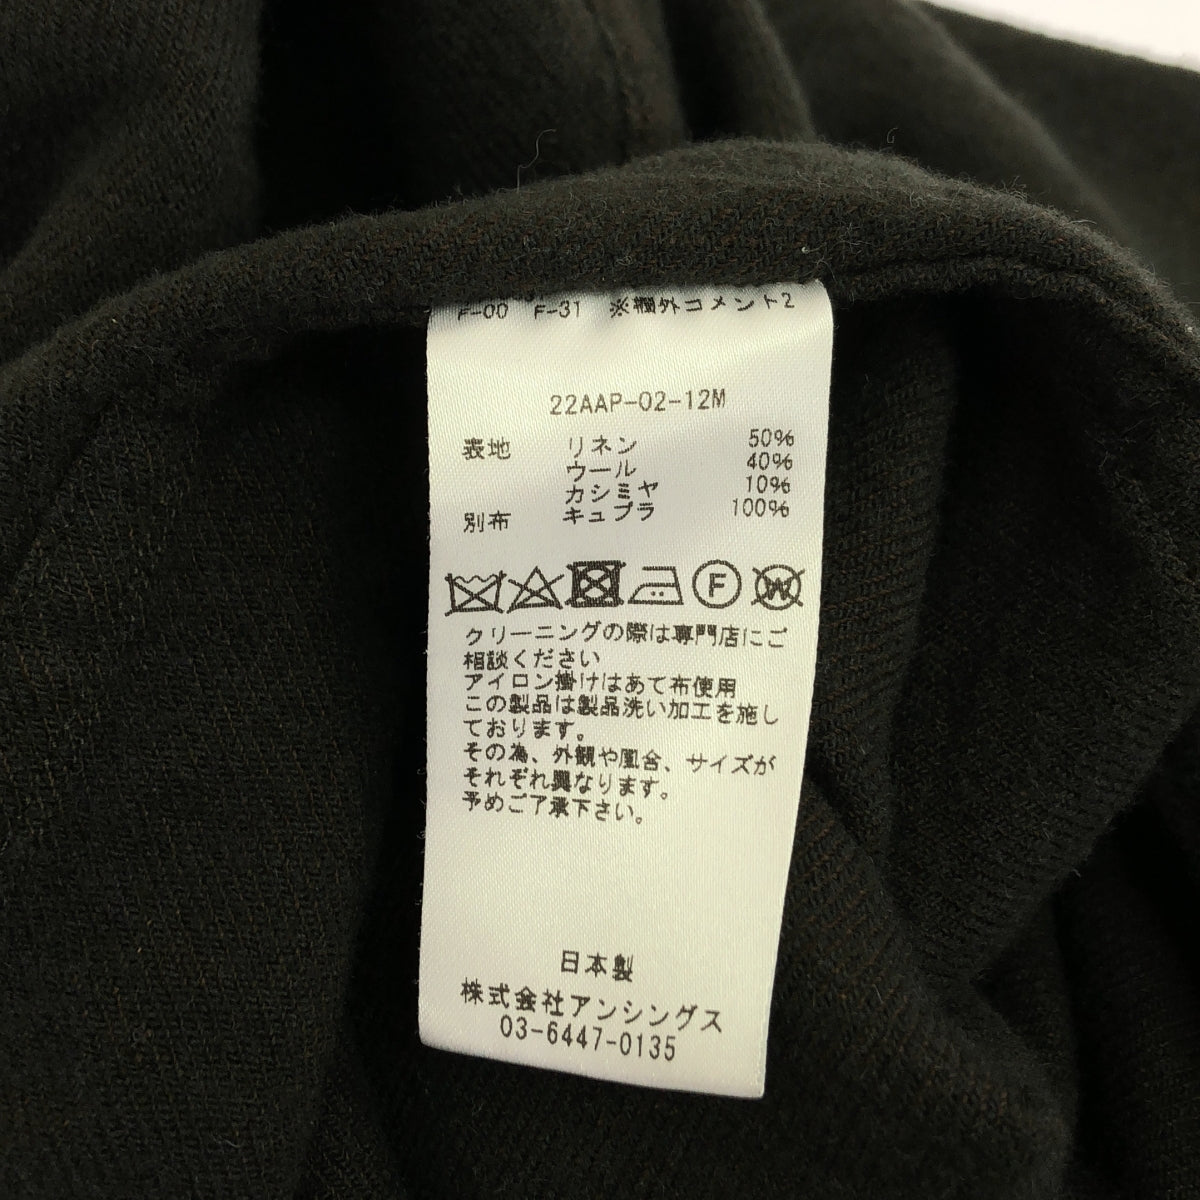 F-00 F-31 ※欄外コメント2
22AAP-02-12M
表地 リネン 50%
ウール 40%
カシミヤ 10%
別布 キュプラ 100%
F W
クリーニングの際は専門店にご
相談ください
アイロン掛けはあて布使用
この製品は製品洗い加工を施し
ております。
その為、外観や風合、サイズが
それぞれ異なります。
予めご了承下さい。
日本製
株式会社アンシングス
03-6447-0135